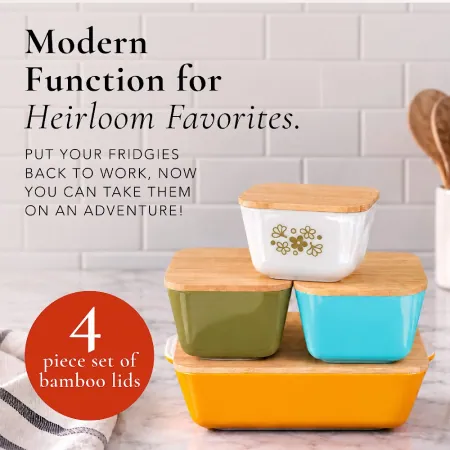 Modern
Function for
Heirloom Favorites.
PUT YOUR FRIDGIES
BACK TO WORK, NOW
YOU CAN TAKE THEM
ON AN ADVENTURE!
4
piece set of
bamboo lids